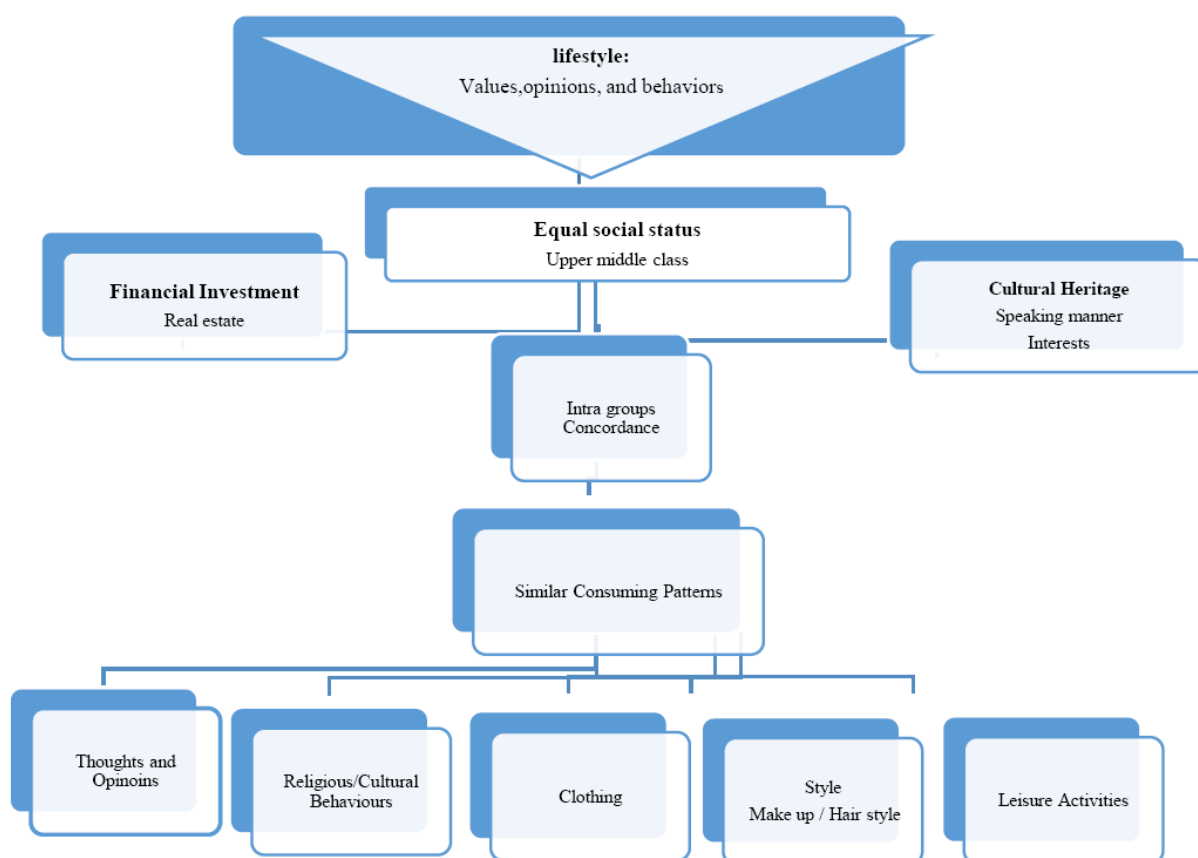 lifestyle:
Values,opinions, and behaviors
Equal social status
Upper middle class
Financial Investment
Real estate
Cultural Heritage
Speaking manner
Interests
Intra groups
Concordance
Similar Consuming Patterns
Thoughts and
Opinoins
Religious/Cultural
Behaviours
Clothing
Style
Make up / Hair style
Leisure Activities